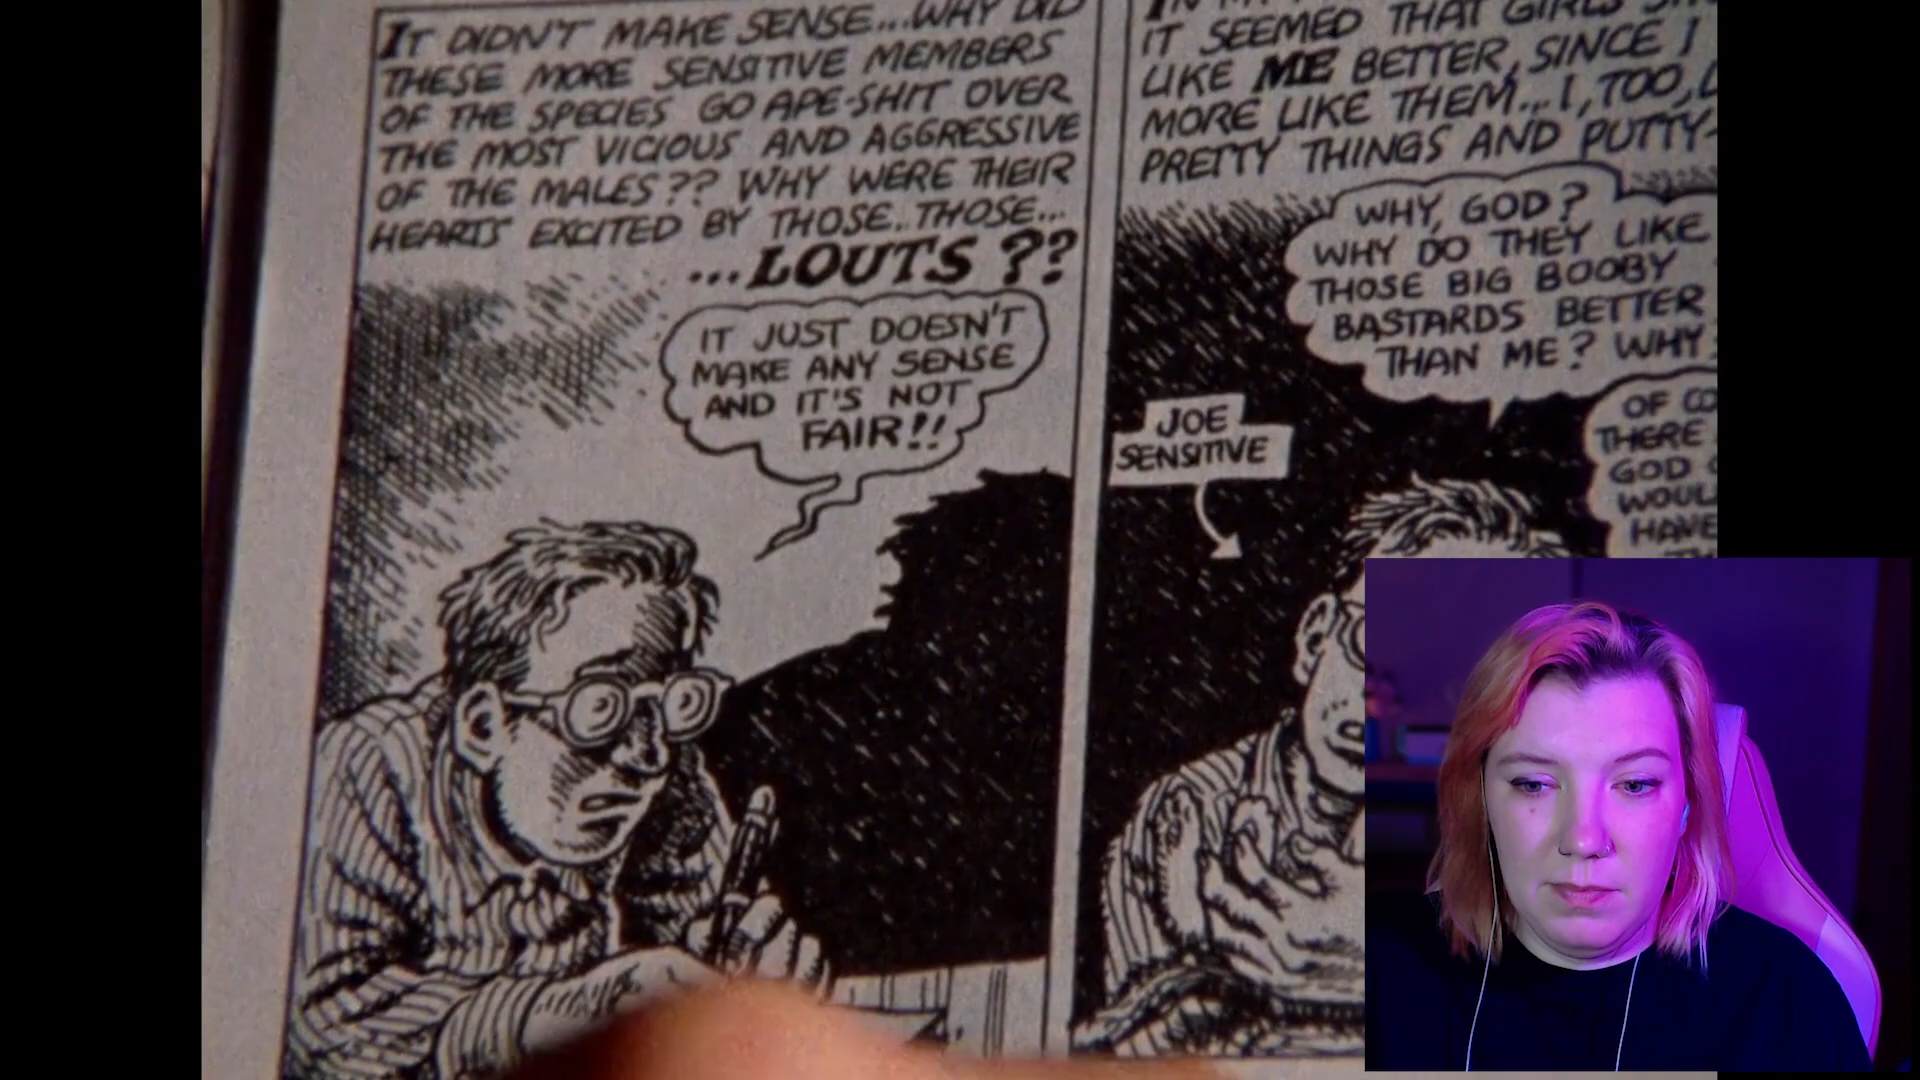 IT DIDN'T MAKE SENSE...WHY DID
THESE MORE SENSITIVE MEMBERS
OF THE SPECIES GO APE-SHIT OVER
THE MOST VICIOUS AND AGGRESSIVE
OF THE MALES?? WHY WERE THEIR
HEARTS EXCITED BY THOSE..THOSE...
...LOUTS??
IT JUST DOESN'T
MAKE ANY SENSE
AND IT'S NOT
FAIR!!
IT SEEMED THAT GIRLS
LIKE ME BETTER, SINCE I
MORE LIKE THEM... I, TOO,
PRETTY THINGS AND PUTTY-
WHY, GOD?
WHY DO THEY LIKE
THOSE BIG BOOBY
BASTARDS BETTER
THAN ME? WHY
JOE
SENSITIVE
OF
THERE
GOD
HAVE